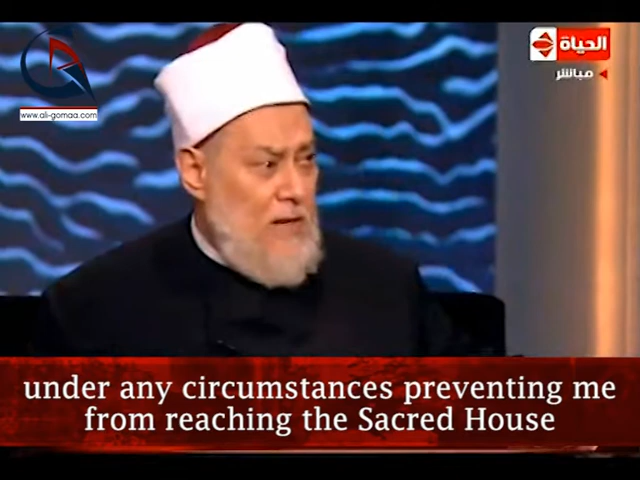 www.ali-gomaa.com
الحياة
مباشر
under any circumstances preventing me
from reaching the Sacred House